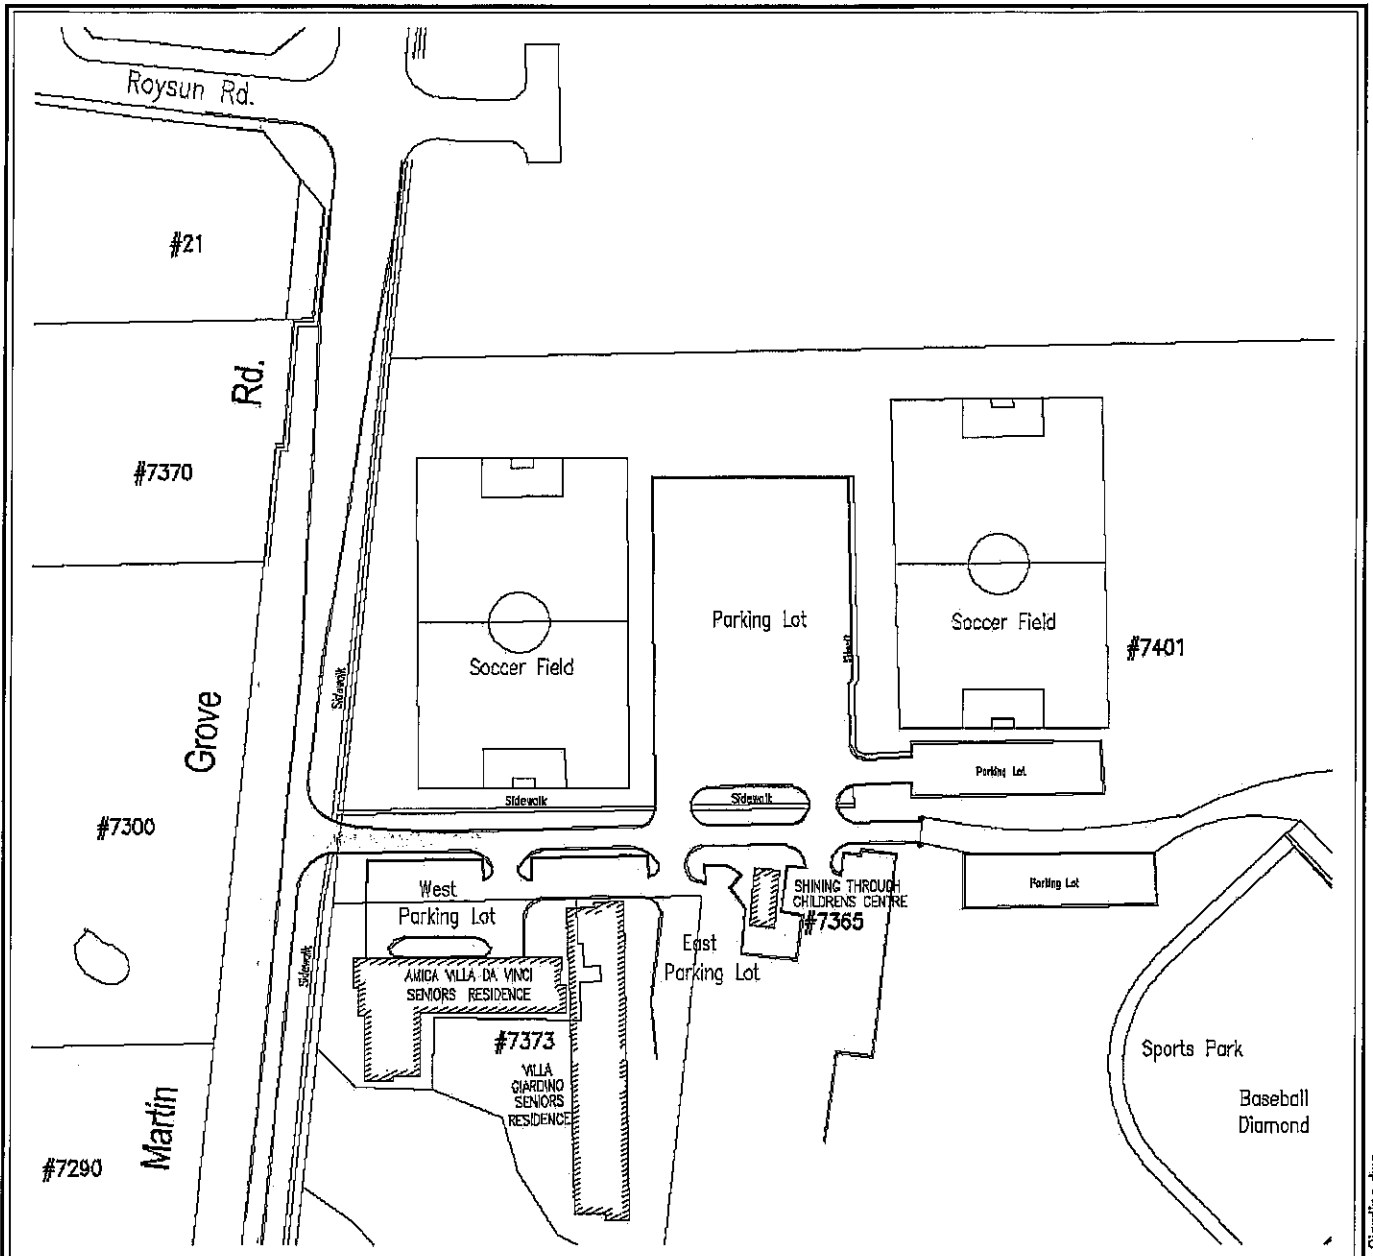 Roysun Rd.
#21
Rd.
#7370
Parking Lot
Soccer Field
#7401
Soccer Field
Sidewalk
Grove
Parking Lot
Sidewalk
Sidewalk
#7300
West
Parking Lot
SHINING THROUGH
CHILDRENS CENTRE
#7365
Parking Lot
East
Parking Lot
Sidewalk
AMICA VILLA DA VINCI
SENIORS RESIDENCE
#7373
VILLA
GIARDINO
SENIORS
RESIDENCE
Sports Park
Baseball
Diamond
Martin
#7290